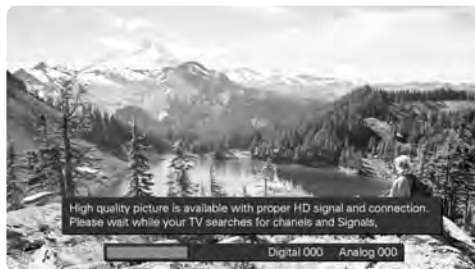 High quality picture is available with proper HD signal and connection.
Please wait while your TV searches for chanels and Signals,
Digital 000 Analog 000